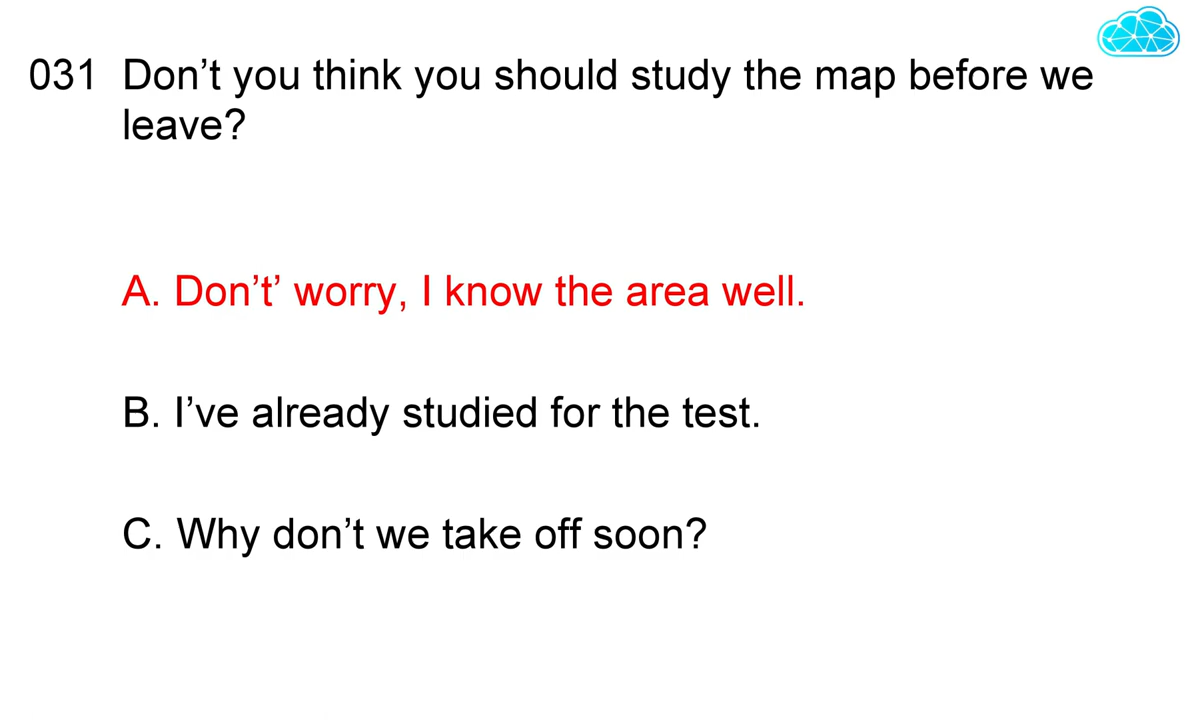 031 Don’t you think you should study the map before we
leave?
A. Don’t’ worry, I know the area well.
B. I’ve already studied for the test.
C. Why don’t we take off soon?